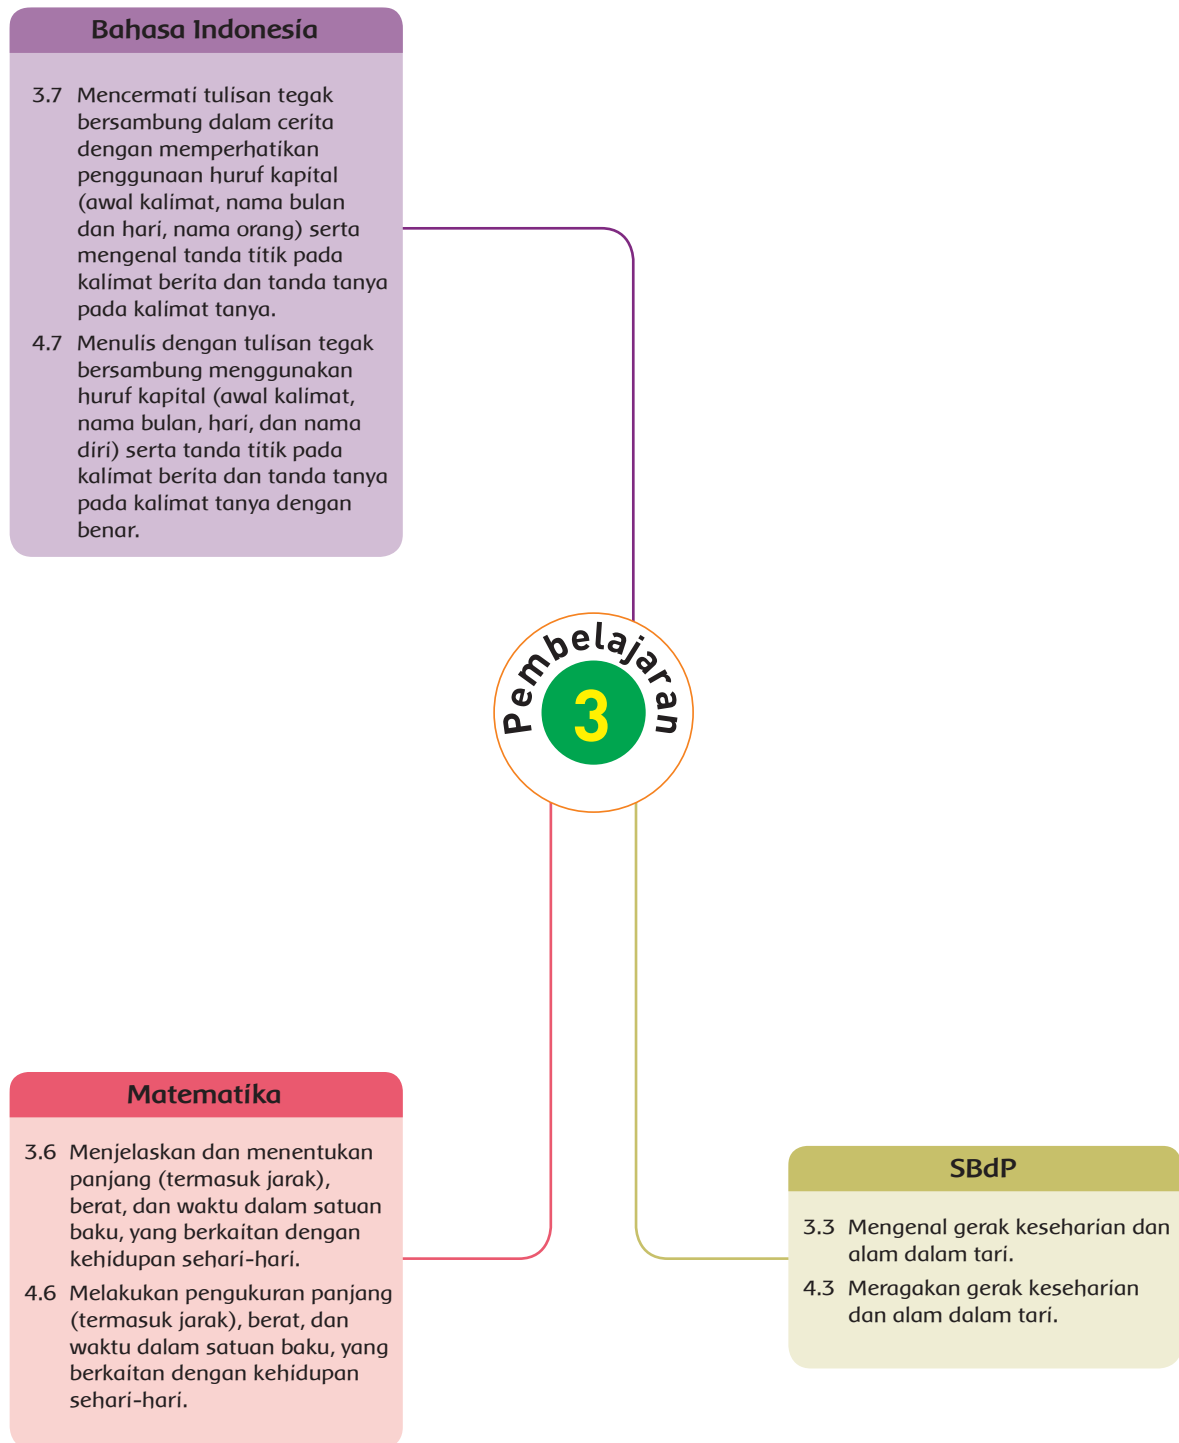 Bahasa Indonesia
3.7 Mencermati tulisan tegak
bersambung dalam cerita
dengan memperhatikan
penggunaan huruf kapital
(awal kalimat, nama bulan
dan hari, nama orang) serta
mengenal tanda titik pada
kalimat berita dan tanda tanya
pada kalimat tanya.
4.7 Menulis dengan tulisan tegak
bersambung menggunakan
huruf kapital (awal kalimat,
nama bulan, hari, dan nama
diri) serta tanda titik pada
kalimat berita dan tanda tanya
pada kalimat tanya dengan
benar.
Pembelajaran
3
Matematika
3.6 Menjelaskan dan menentukan
panjang (termasuk jarak),
berat, dan waktu dalam satuan
baku, yang berkaitan dengan
kehidupan sehari-hari.
4.6 Melakukan pengukuran panjang
(termasuk jarak), berat, dan
waktu dalam satuan baku, yang
berkaitan dengan kehidupan
sehari-hari.
SBdP
3.3 Mengenal gerak keseharian dan
alam dalam tari.
4.3 Meragakan gerak keseharian
dan alam dalam tari.